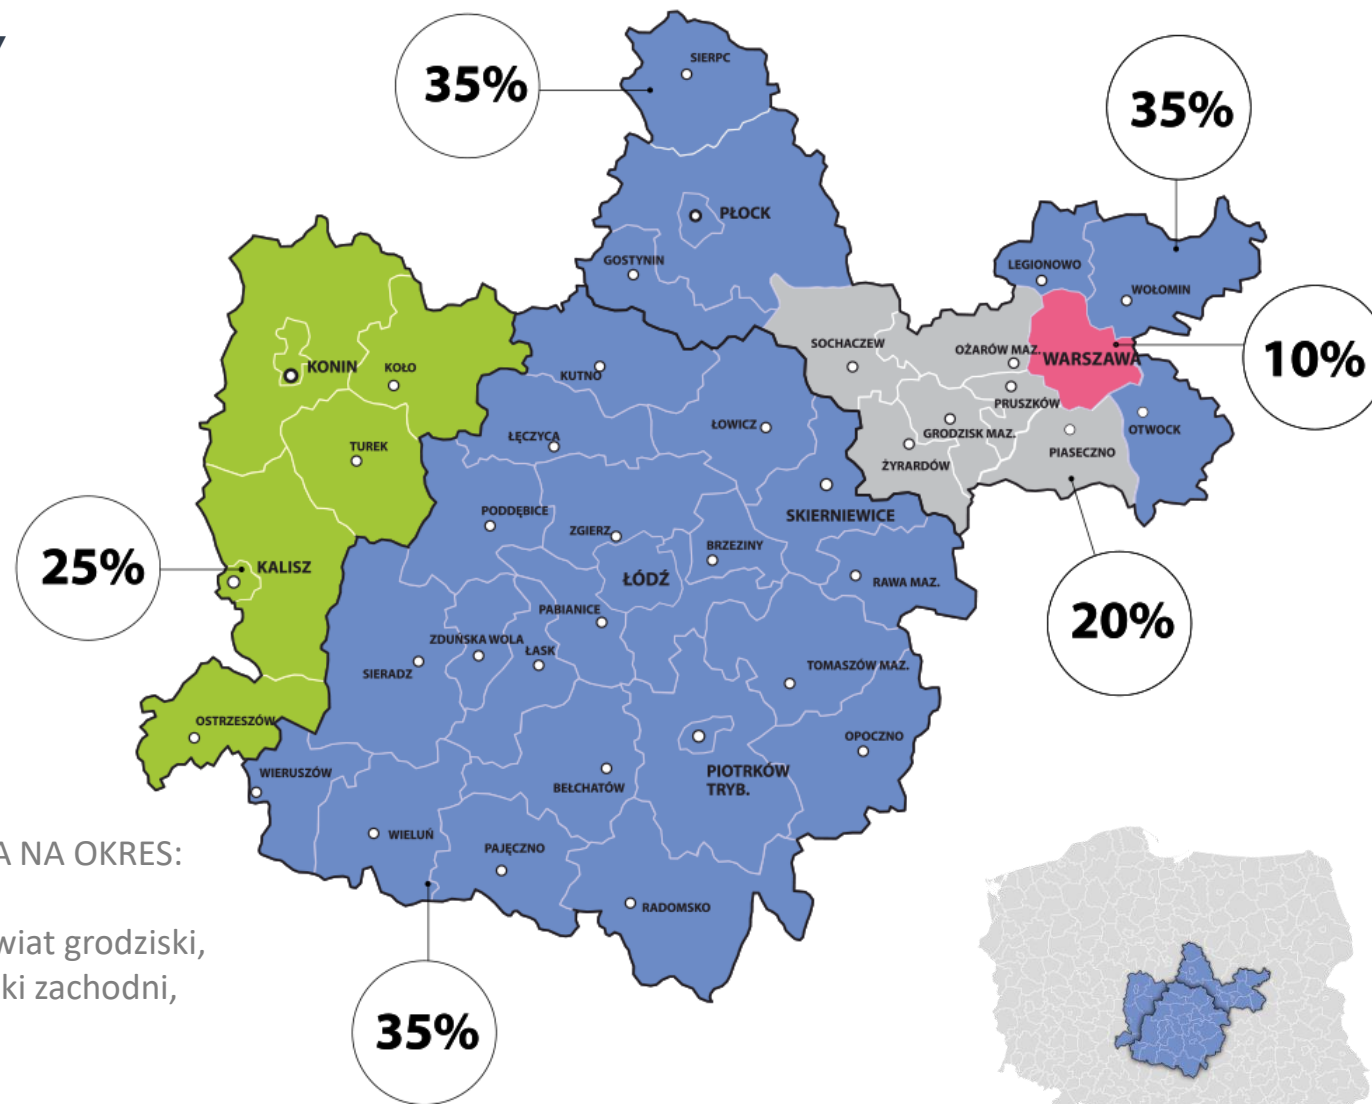 35%
SIERPC
35%
PŁOCK
GOSTYNIN
LEGIONOWO
WOŁOMIN
SOCHACZEW
OŻARÓW MAZ.
WARSZAWA
10%
KONIN
KOŁO
KUTNO
PRUSZKÓW
GRODZISK MAZ.
ŁOWICZ
ŁĘCZYCA
OTWOCK
TUREK
ŻYRARDÓW
PIASECZNO
PODDĘBICE
ZGIERZ
SKIERNIEWICE
BRZEZINY
25%
KALISZ
ŁÓDŹ
RAWA MAZ.
PABIANICE
20%
ZDUŃSKA WOLA
ŁASK
SIERADZ
TOMASZÓW MAZ.
OSTRZESZÓW
OPOCZNO
WIERUSZÓW
PIOTRKÓW
TRYB.
BEŁCHATÓW
WIELUŃ
PAJĘCZNO
RADOMSKO
A NA OKRES:
wiat grodziski,
ki zachodni,
35%